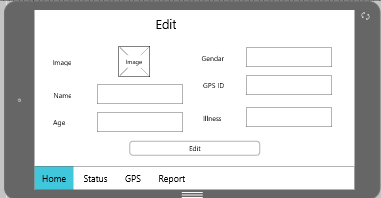 Edit
Image
Image
Gendar
Name
GPS ID
Age
Illness
Edit
Home Status GPS Report